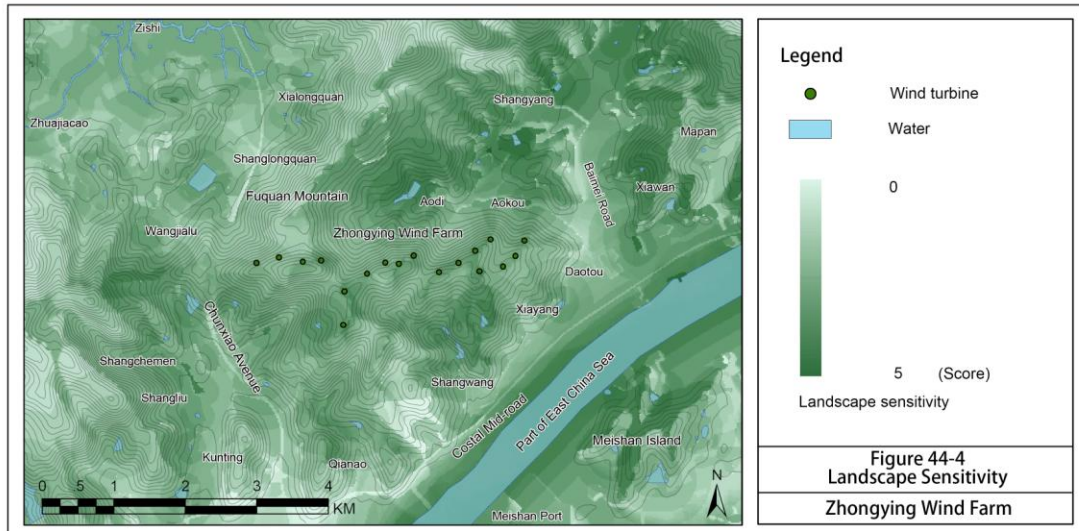 Zishi
Xialongquan
Shangyang
Zhuajiacao
Mapan
Shanglongquan
Baimei Road
Fuquan Mountain
Xiawan
Aodi
Aokou
Wangjialu
Zhongying Wind Farm
Daotou
Xiayang
Chunxiao Avenue
Shangchemen
Shangwang
Part of East China Sea
Shangliu
Costal Mid-road
Meishan Island
Kunting
Qianao
0 5 1 2 3 4
KM
Meishan Port
N
Legend
Wind turbine
Water
0
5 (Score)
Landscape sensitivity
Figure 44-4
Landscape Sensitivity
Zhongying Wind Farm